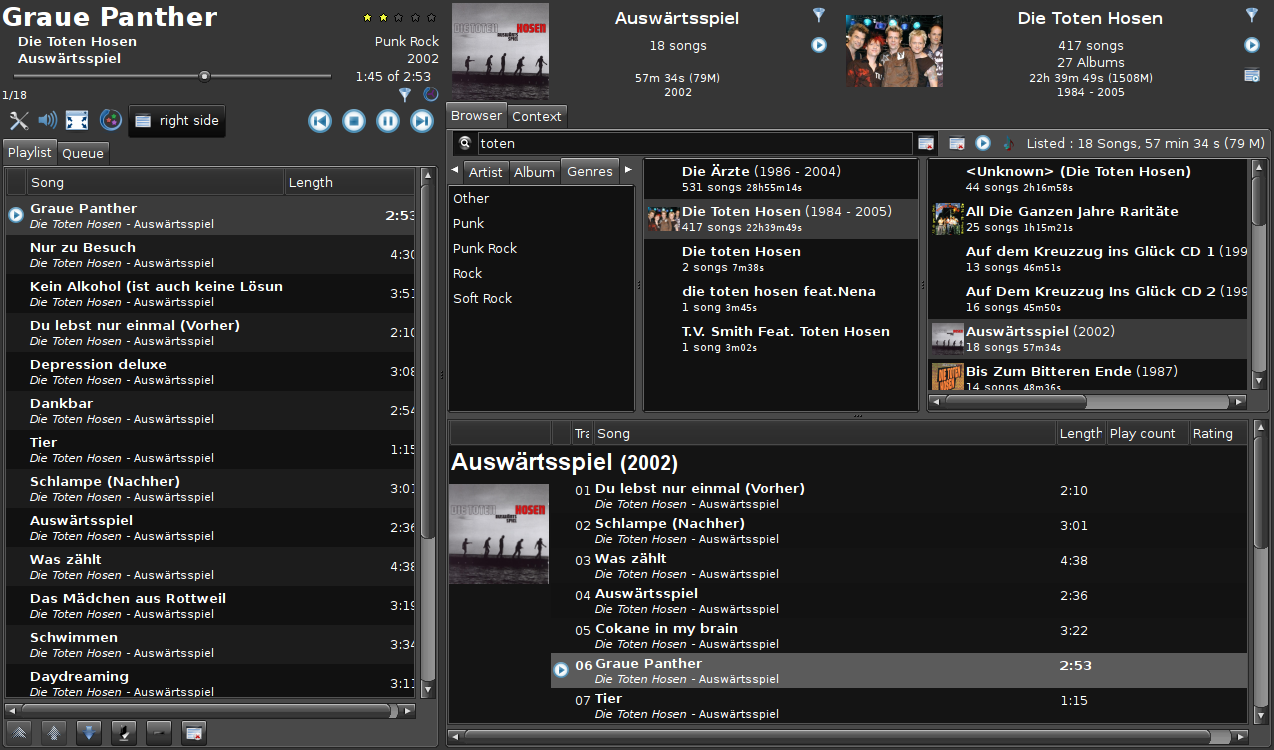 Graue Panther
Die Toten Hosen
Auswärtsspiel
Punk Rock
2002
1:45 of 2:53
1/18
right side
Playlist Queue
Song Length
Graue Panther
Die Toten Hosen - Auswärtsspiel
2:53
Nur zu Besuch
Die Toten Hosen - Auswärtsspiel
4:30
Kein Alkohol (ist auch keine Lösun
Die Toten Hosen - Auswärtsspiel
3:51
Du lebst nur einmal (Vorher)
Die Toten Hosen - Auswärtsspiel
2:10
Depression deluxe
Die Toten Hosen - Auswärtsspiel
3:08
Dankbar
Die Toten Hosen - Auswärtsspiel
2:54
Tier
Die Toten Hosen - Auswärtsspiel
1:15
Schlampe (Nachher)
Die Toten Hosen - Auswärtsspiel
3:01
Auswärtsspiel
Die Toten Hosen - Auswärtsspiel
2:36
Was zählt
Die Toten Hosen - Auswärtsspiel
4:38
Das Mädchen aus Rottweil
Die Toten Hosen - Auswärtsspiel
3:19
Schwimmen
Die Toten Hosen - Auswärtsspiel
3:34
Daydreaming
Die Toten Hosen - Auswärtsspiel
DIE TOTEN HOSEN
AUSWÄRTS
SPIEL
Auswärtsspiel
18 songs
57m 34s (79M)
2002
Die Toten Hosen
417 songs
27 Albums
22h 39m 49s (1508M)
1984 - 2005
Browser Context
toten
Listed : 18 Songs, 57 min 34 s (79 M)
Artist Album Genres
Other
Punk
Punk Rock
Rock
Soft Rock
Die Ärzte (1986 - 2004)
531 songs 28h55m14s
Die Toten Hosen (1984 - 2005)
417 songs 22h39m49s
Die toten Hosen
2 songs 7m38s
die toten hosen feat.Nena
1 song 3m45s
T.V. Smith Feat. Toten Hosen
1 song 3m02s
<Unknown> (Die Toten Hosen)
44 songs 2h16m58s
All Die Ganzen Jahre Raritäte
25 songs 1h15m21s
Auf dem Kreuzzug ins Glück CD 1 (199
13 songs 46m51s
Auf Dem Kreuzzug Ins Glück CD 2 (199
16 songs 45m50s
Auswärtsspiel (2002)
18 songs 57m34s
Bis Zum Bitteren Ende (1987)
14 songs 48m36s
DIE TOTEN
HOSEN
Tra Song Length Play count Rating
Auswärtsspiel (2002)
DIE TOTEN HOSEN
AUSWÄRTS
SPIEL
01 Du lebst nur einmal (Vorher)
Die Toten Hosen - Auswärtsspiel
2:10
02 Schlampe (Nachher)
Die Toten Hosen - Auswärtsspiel
3:01
03 Was zählt
Die Toten Hosen - Auswärtsspiel
4:38
04 Auswärtsspiel
Die Toten Hosen - Auswärtsspiel
2:36
05 Cokane in my brain
Die Toten Hosen - Auswärtsspiel
3:22
06 Graue Panther
Die Toten Hosen - Auswärtsspiel
2:53
07 Tier
Die Toten Hosen - Auswärtsspiel
1:15